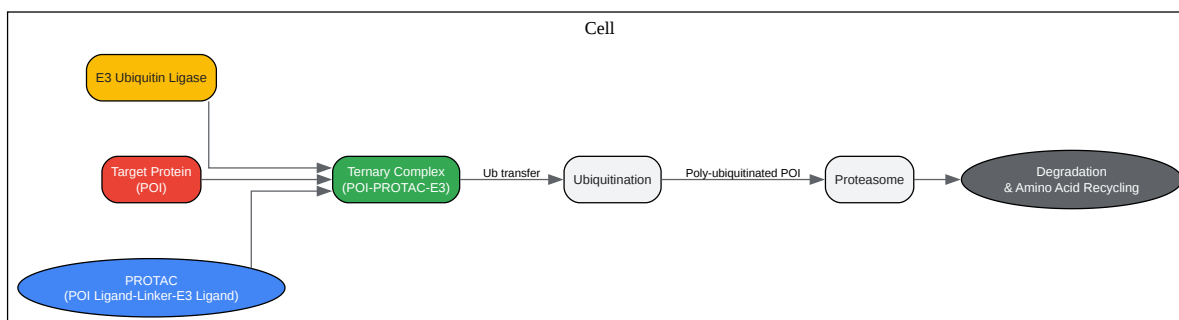 Cell
E3 Ubiquitin Ligase
Target Protein
(POI)
PROTAC
(POI Ligand-Linker-E3 Ligand)
Ternary Complex
(POI-PROTAC-E3)
Ub transfer
Ubiquitination
Poly-ubiquitinated POI
Proteasome
Degradation
& Amino Acid Recycling